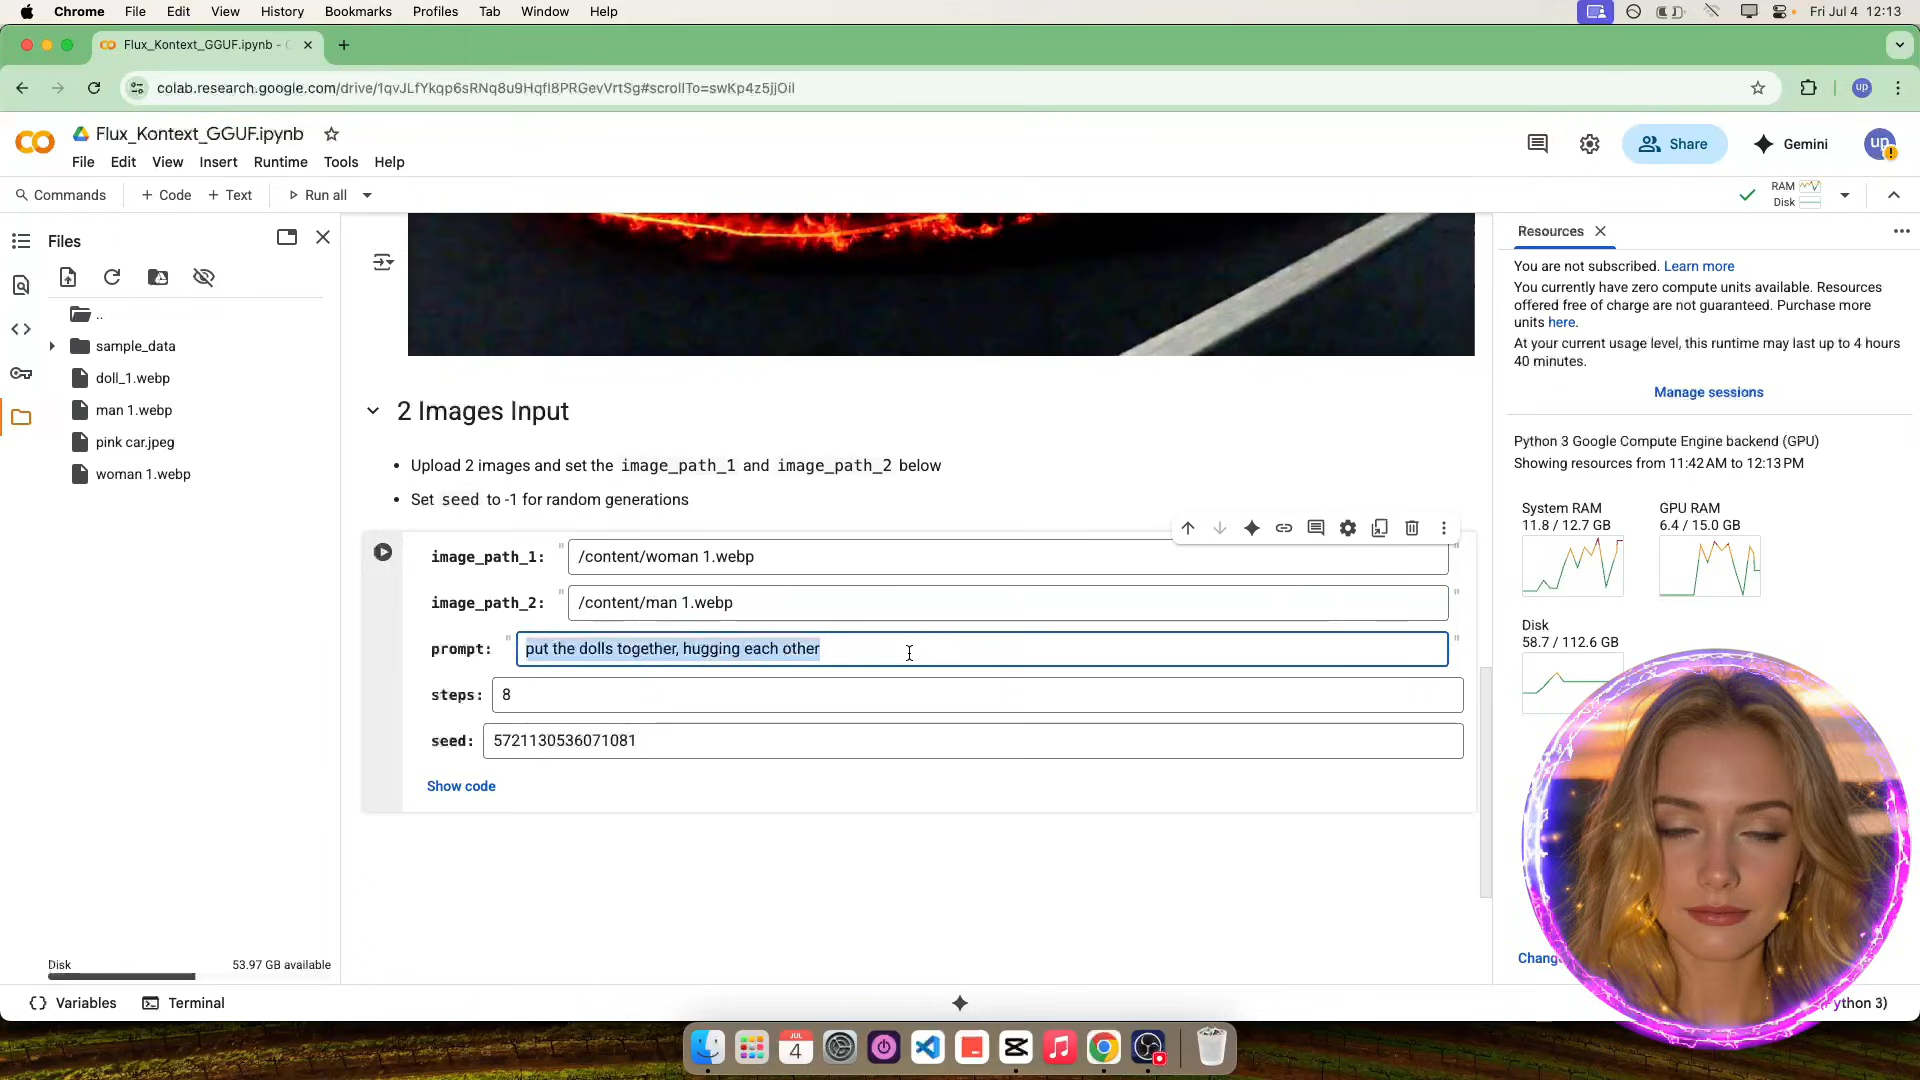 Chrome File Edit View History Bookmarks Profiles Tab Window Help Fri Jul 4 12:13
Flux_Kontext_GGUF.ipynb - C
colab.research.google.com/drive/1qvJLfYkqp6sRNq8u9Hqfl8PRGevVrtSg#scrollTo=swKp4z5jjOil
up
Flux_Kontext_GGUF.ipynb
File Edit View Insert Runtime Tools Help
Share
Gemini
up
Commands + Code + Text Run all
RAM
Disk
Files
..
sample_data
doll_1.webp
man 1.webp
pink car.jpeg
woman 1.webp
Disk 53.97 GB available
2 Images Input
Upload 2 images and set the image_path_1 and image_path_2 below
Set seed to -1 for random generations
image_path_1: " /content/woman 1.webp "
image_path_2: " /content/man 1.webp "
prompt: " put the dolls together, hugging each other "
steps: 8
seed: 5721130536071081
Show code
Resources
You are not subscribed. Learn more
You currently have zero compute units available. Resources
offered free of charge are not guaranteed. Purchase more
units here.
At your current usage level, this runtime may last up to 4 hours
40 minutes.
Manage sessions
Python 3 Google Compute Engine backend (GPU)
Showing resources from 11:42 AM to 12:13 PM
System RAM
11.8 / 12.7 GB
GPU RAM
6.4 / 15.0 GB
Disk
58.7 / 112.6 GB
Chang
Variables Terminal
ython 3)
JUL
4